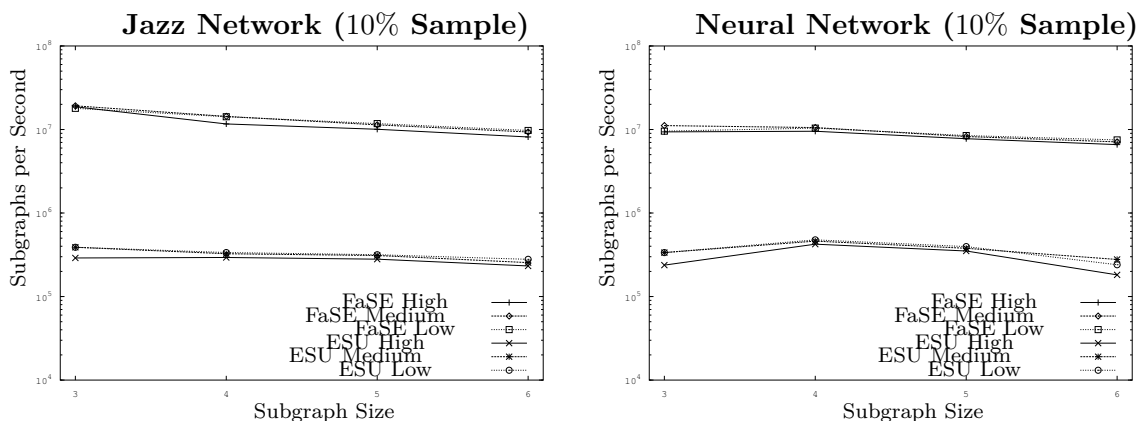 Jazz Network (10% Sample)
Subgraphs per Second
10^8
10^7
10^6
10^5
10^4
FaSE High
FaSE Medium
FaSE Low
ESU High
ESU Medium
ESU Low
3 4 5 6
Subgraph Size
Neural Network (10% Sample)
Subgraphs per Second
10^8
10^7
10^6
10^5
10^4
FaSE High
FaSE Medium
FaSE Low
ESU High
ESU Medium
ESU Low
3 4 5 6
Subgraph Size